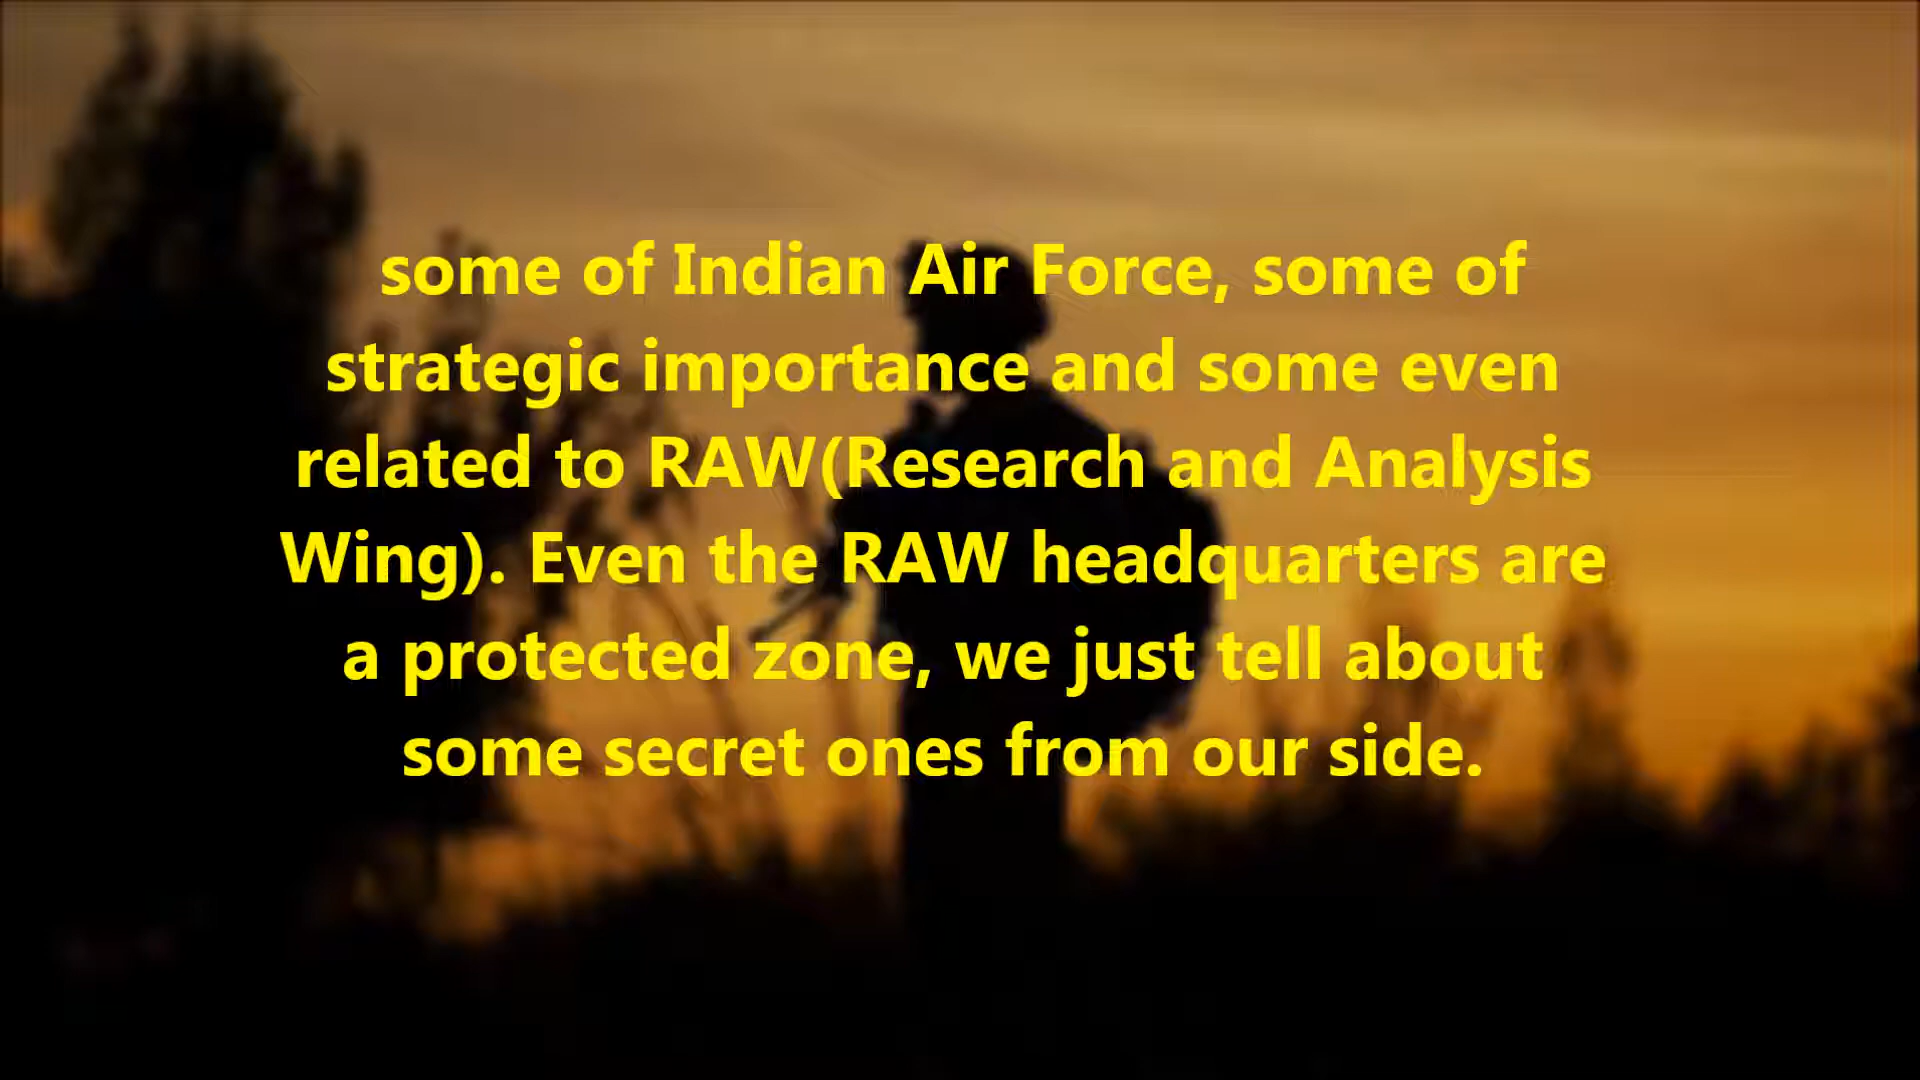 some of Indian Air Force, some of
strategic importance and some even
related to RAW(Research and Analysis
Wing). Even the RAW headquarters are
a protected zone, we just tell about
some secret ones from our side.